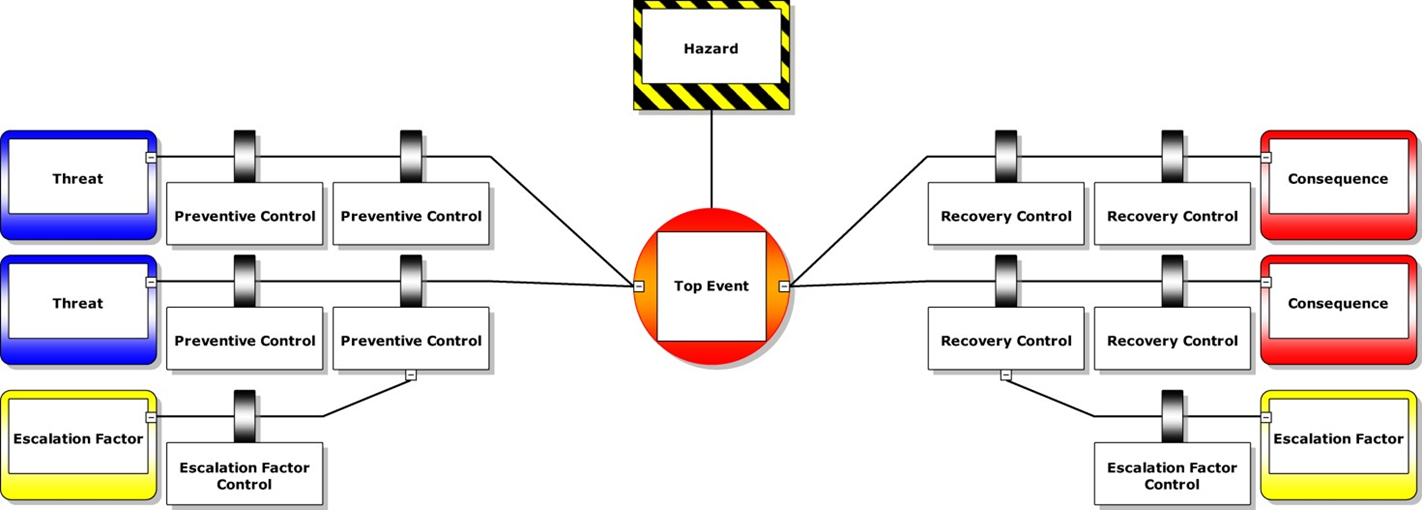 Hazard
Threat
Preventive Control
Preventive Control
Recovery Control
Recovery Control
Consequence
Top Event
Threat
Preventive Control
Preventive Control
Recovery Control
Recovery Control
Consequence
Escalation Factor
Escalation Factor
Control
Escalation Factor
Control
Escalation Factor